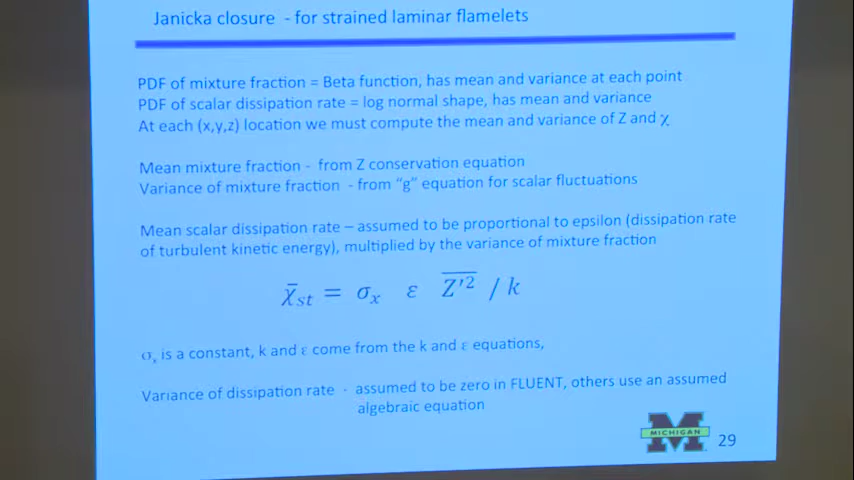 Janicka closure - for strained laminar flamelets
PDF of mixture fraction = Beta function, has mean and variance at each point
PDF of scalar dissipation rate = log normal shape, has mean and variance
At each (x,y,z) location we must compute the mean and variance of Z and χ
Mean mixture fraction - from Z conservation equation
Variance of mixture fraction - from "g" equation for scalar fluctuations
Mean scalar dissipation rate – assumed to be proportional to epsilon (dissipation rate
of turbulent kinetic energy), multiplied by the variance of mixture fraction
χ̄_st = σ_x ε \overline{Z'^2} / k
σ_x is a constant, k and ε come from the k and ε equations,
Variance of dissipation rate - assumed to be zero in FLUENT, others use an assumed
algebraic equation
MICHIGAN
29